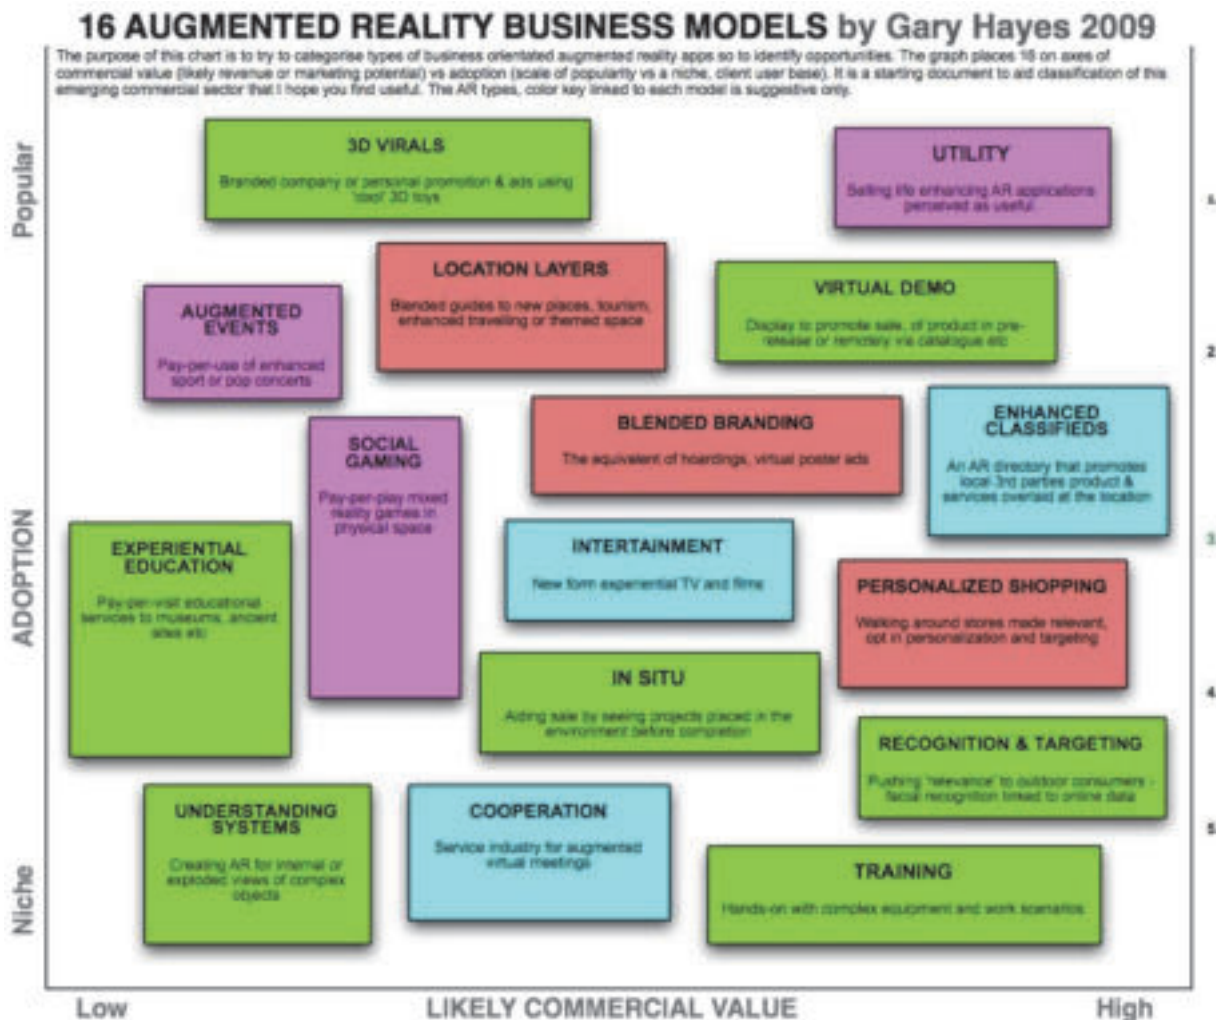 16 AUGMENTED REALITY BUSINESS MODELS by Gary Hayes 2009
The purpose of this chart is to try to categorise types of business orientated augmented reality apps so to identify opportunities. The graph places 16 on axes of
commercial value (likely revenue or marketing potential) vs adoption (scale of popularity vs a niche, client user base). It is a starting document to aid classification of this
emerging commercial sector that I hope you find useful. The AR types, color key linked to each model is suggestive only.
Popular
ADOPTION
Niche
3D VIRALS
Branded company or personal promotion & ads using
'cool' 3D toys
UTILITY
Selling life enhancing AR applications
perceived as useful
LOCATION LAYERS
Blended guides to new places, tourism,
enhanced travelling or themed space
VIRTUAL DEMO
Display to promote sale, of product in pre-
release or remotely via catalogue etc
AUGMENTED
EVENTS
Pay-per-use of enhanced
sport or pop concerts
BLENDED BRANDING
The equivalent of hoardings, virtual poster ads
ENHANCED
CLASSIFIEDS
An AR directory that promotes
local 3rd parties product &
services overlaid at the location
SOCIAL
GAMING
Pay-per-play mixed
reality games in
physical space
EXPERIENTIAL
EDUCATION
Pay-per-visit educational
services to museums, ancient
sites etc
INTERTAINMENT
New form experiential TV and films
PERSONALIZED SHOPPING
Walking around stores made relevant,
opt in personalization and targeting
IN SITU
Aiding sale by seeing projects placed in the
environment before completion
RECOGNITION & TARGETING
Pushing 'relevance' to outdoor consumers -
facial recognition linked to online data
UNDERSTANDING
SYSTEMS
Creating AR for internal or
exploded views of complex
objects
COOPERATION
Service industry for augmented
virtual meetings
TRAINING
Hands-on with complex equipment and work scenarios
1.
2.
3.
4.
5.
Low
LIKELY COMMERCIAL VALUE
High